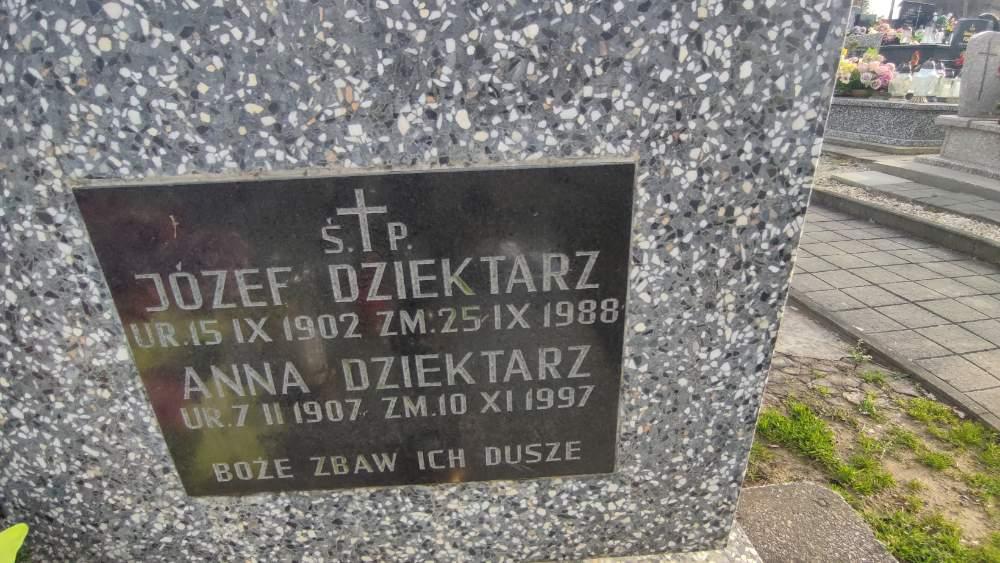 Ś.P.
JÓZEF DZIEKTARZ
UR.15 IX 1902 ZM.25 IX 1988
ANNA DZIEKTARZ
UR.7 II 1907 ZM.10 XI 1997
BOŻE ZBAW ICH DUSZE